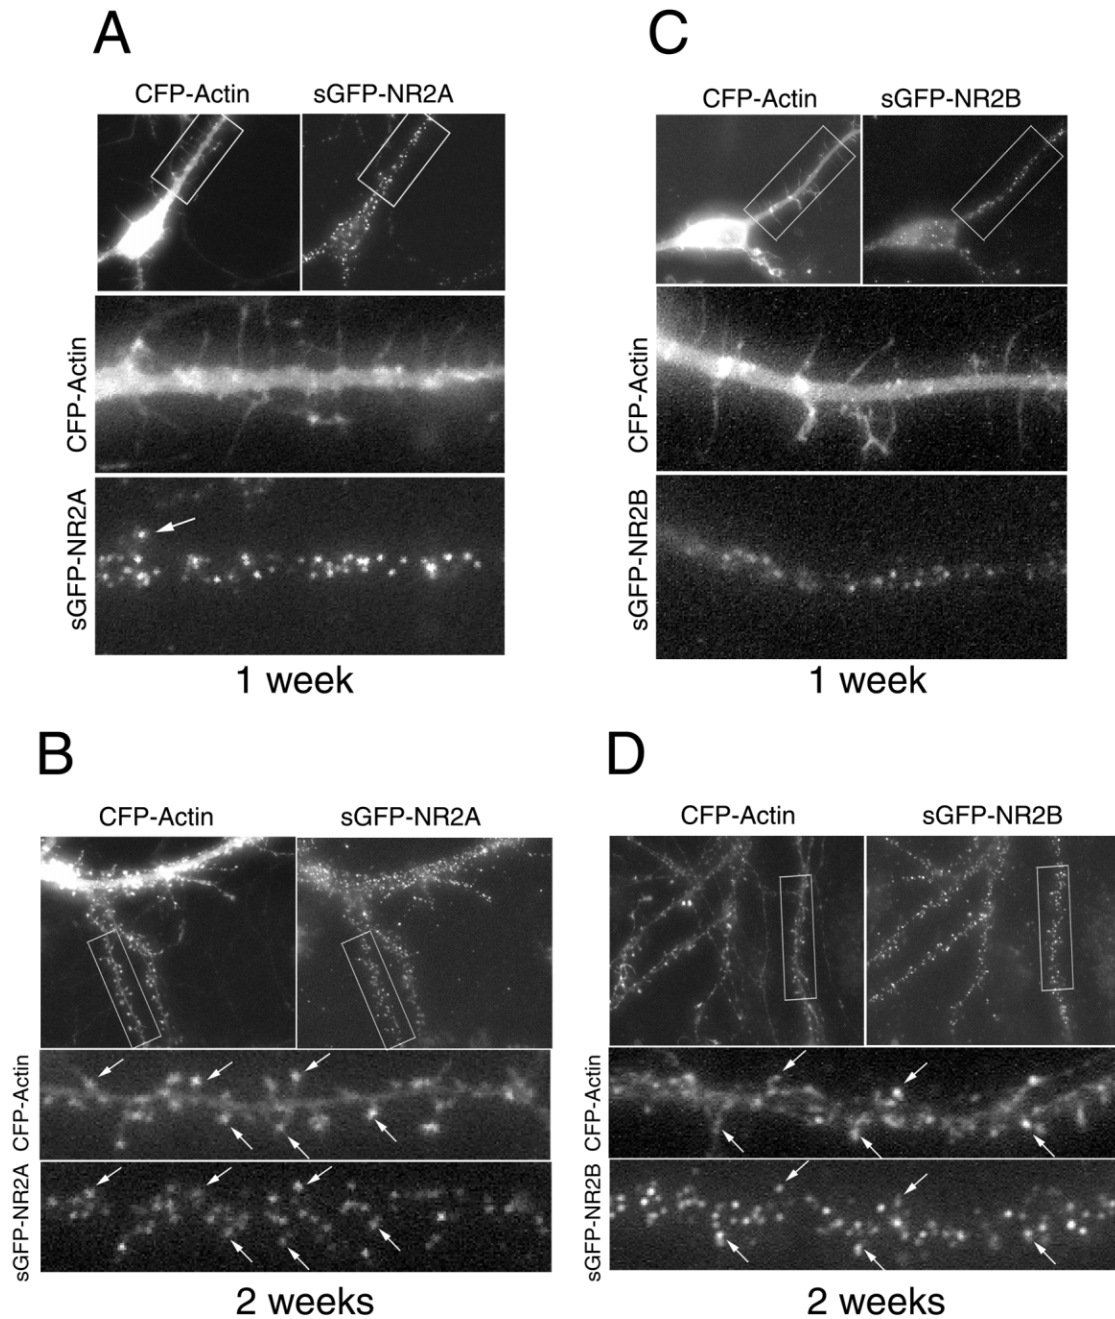 A
CFP-Actin sGFP-NR2A
CFP-Actin
sGFP-NR2A
1 week
C
CFP-Actin sGFP-NR2B
CFP-Actin
sGFP-NR2B
1 week
B
CFP-Actin sGFP-NR2A
CFP-Actin
sGFP-NR2A
2 weeks
D
CFP-Actin sGFP-NR2B
CFP-Actin
sGFP-NR2B
2 weeks